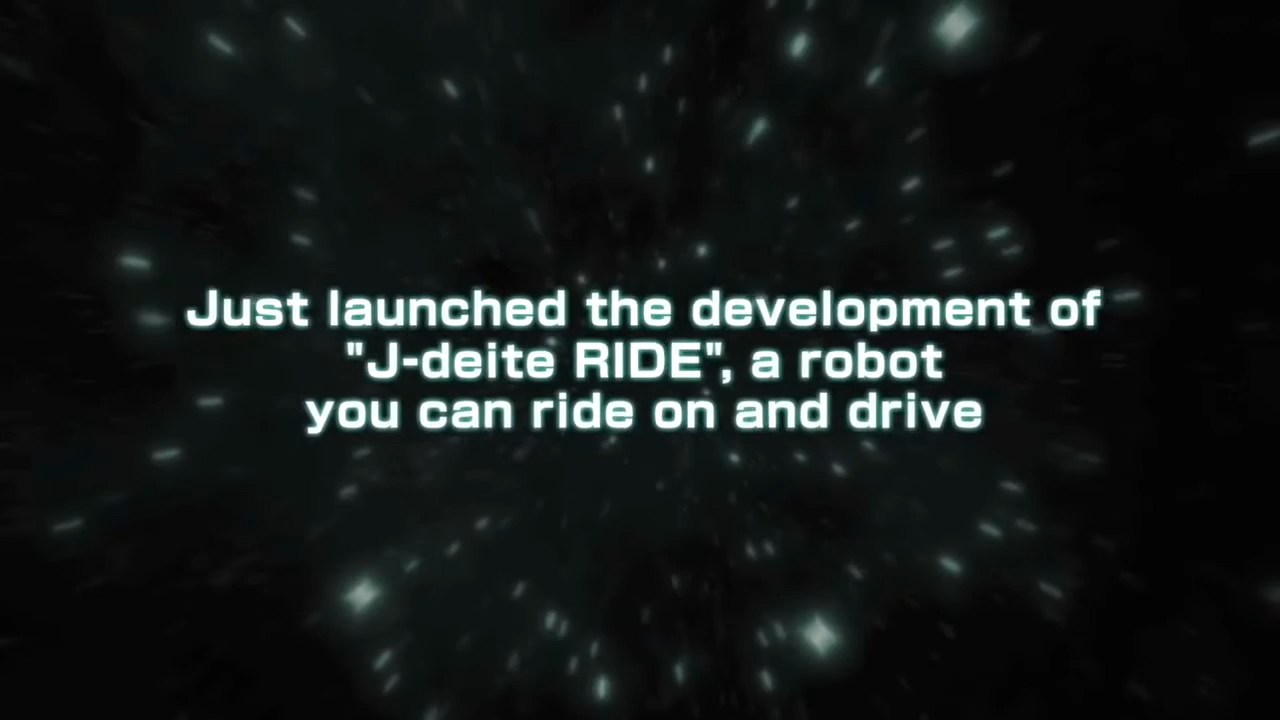 Just launched the development of
"J-deite RIDE", a robot
you can ride on and drive